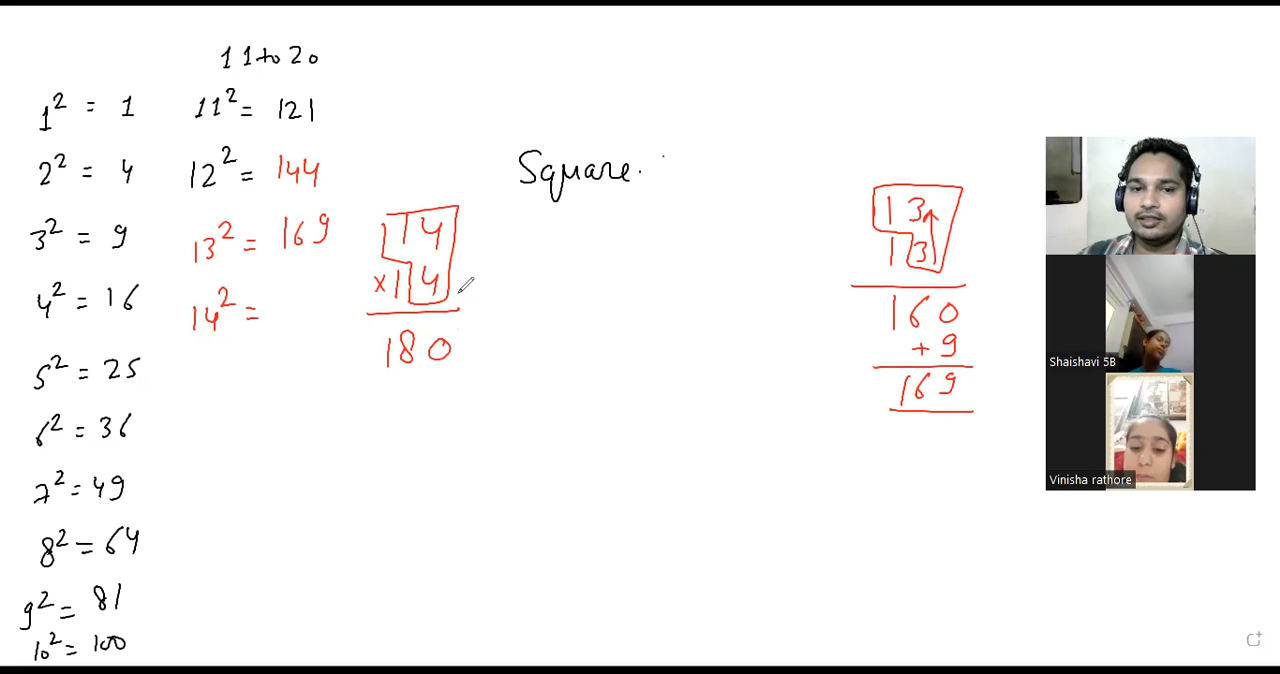 11 to 20
1² = 1
2² = 4
3² = 9
4² = 16
5² = 25
6² = 36
7² = 49
8² = 64
9² = 81
10² = 100
11² = 121
12² = 144
13² = 169
14² =
14
×14
180
Square.
13
13
160
+ 9
169
Shaishavi 5B
Vinisha rathore